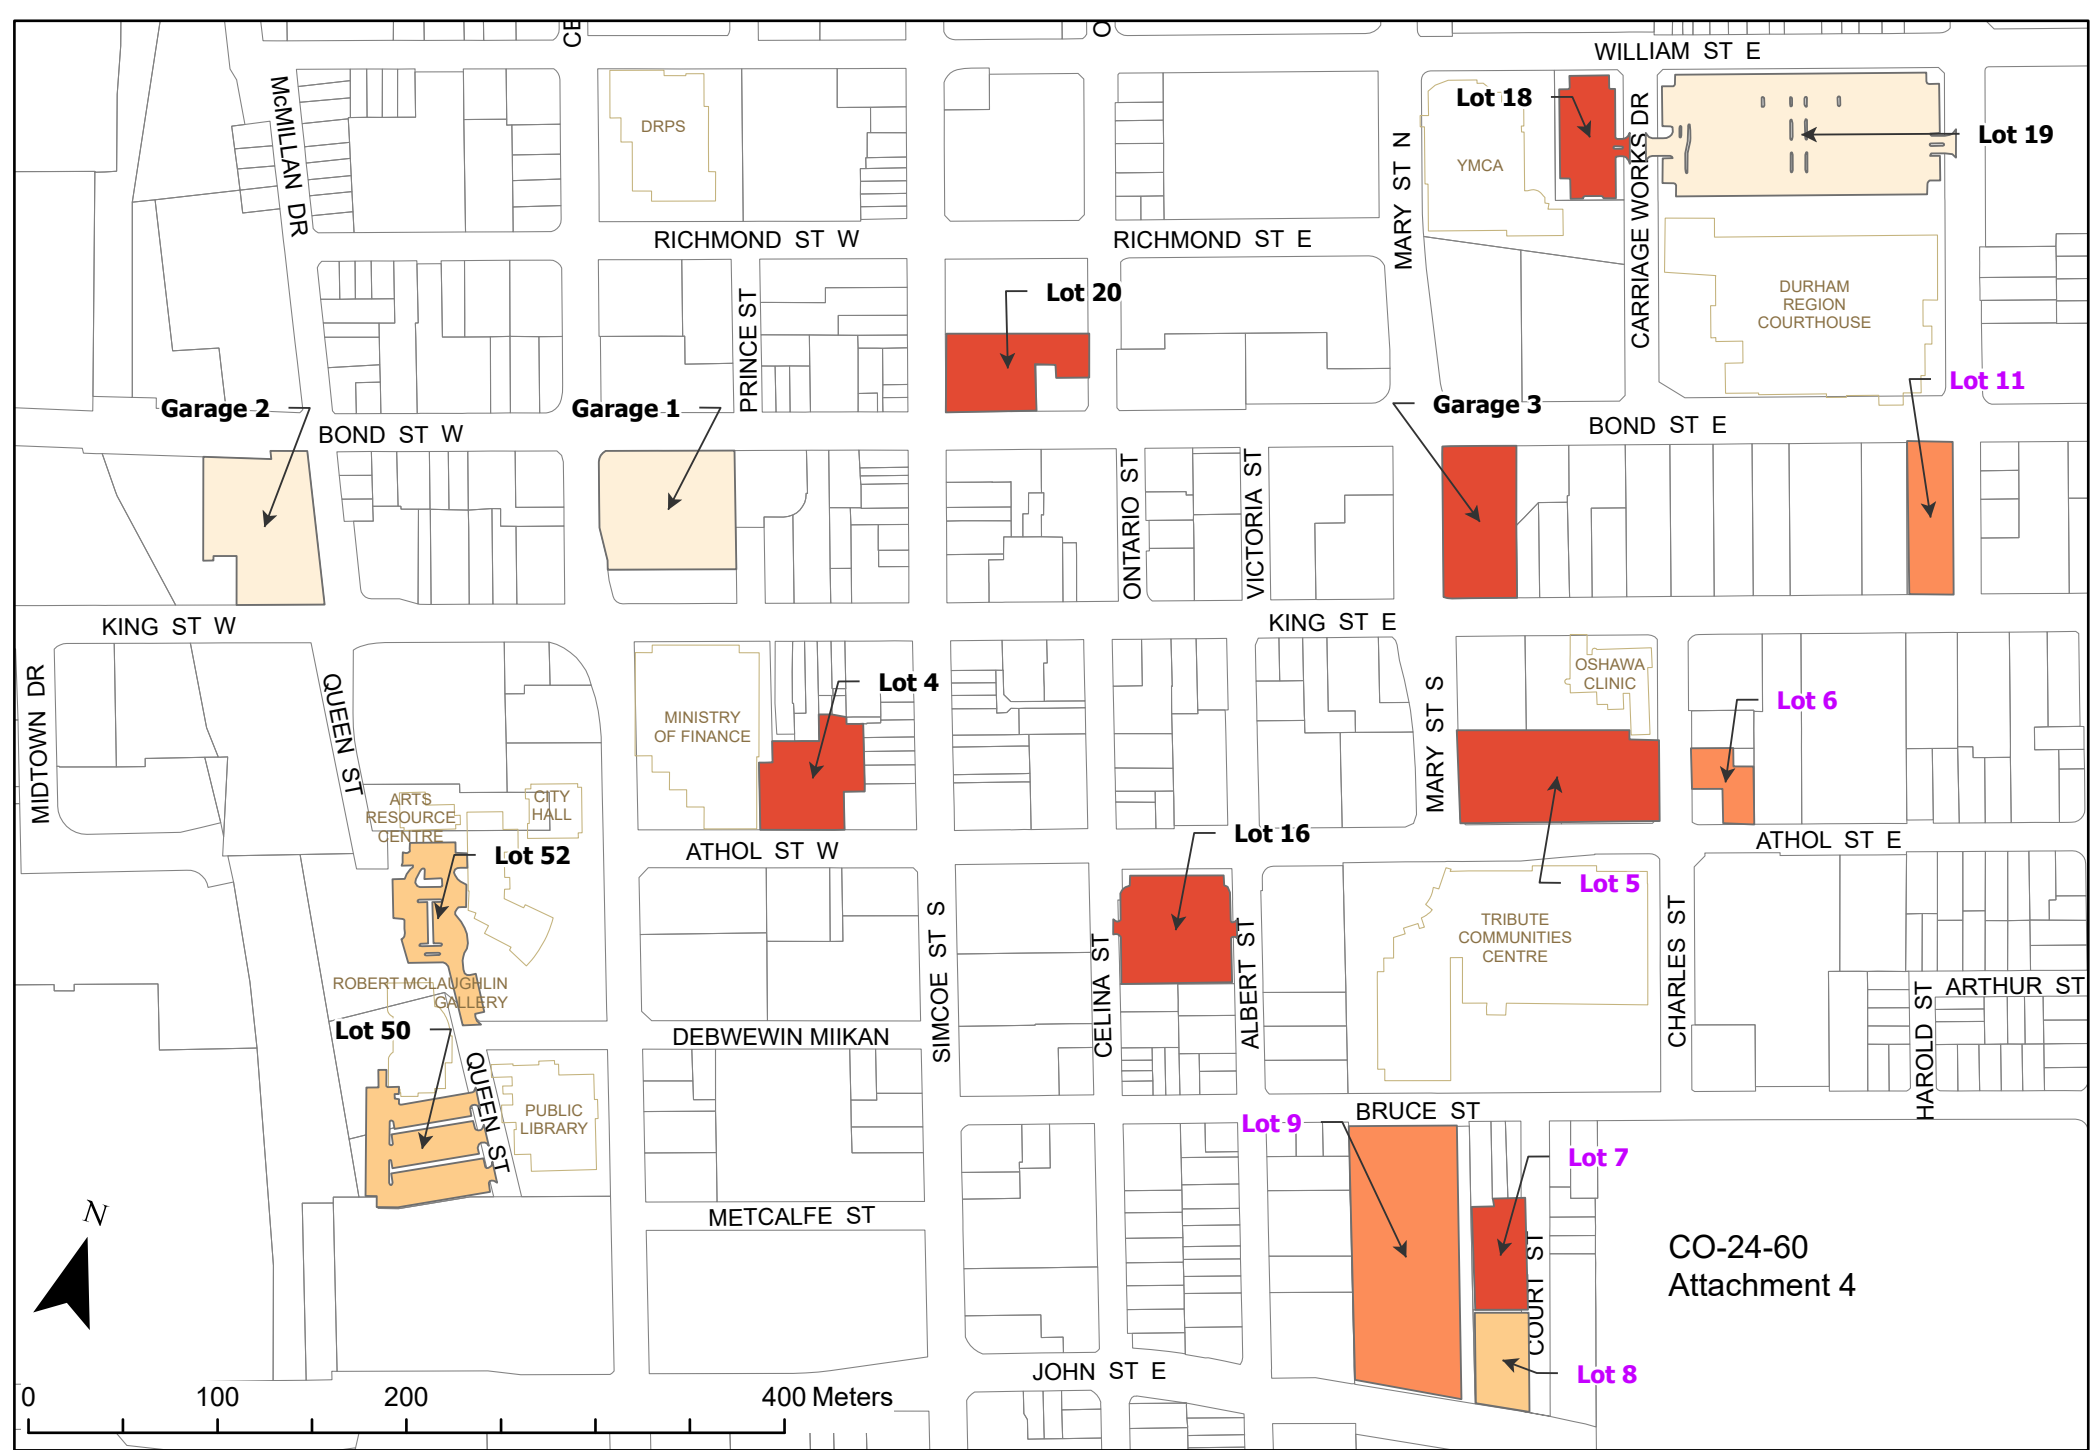 CE
O
WILLIAM ST E
McMILLAN DR
DRPS
Lot 18
Lot 19
YMCA
MARY ST N
CARRIAGE WORKS DR
RICHMOND ST W
RICHMOND ST E
PRINCE ST
Lot 20
DURHAM
REGION
COURTHOUSE
Lot 11
Garage 2
Garage 1
Garage 3
BOND ST W
BOND ST E
ONTARIO ST
VICTORIA ST
KING ST W
KING ST E
MIDTOWN DR
QUEEN ST
MINISTRY
OF FINANCE
Lot 4
MARY ST S
OSHAWA
CLINIC
Lot 6
ARTS
RESOURCE
CENTRE
CITY
HALL
Lot 52
ATHOL ST W
Lot 16
ATHOL ST E
Lot 5
SIMCOE ST S
CELINA ST
ALBERT ST
TRIBUTE
COMMUNITIES
CENTRE
CHARLES ST
HAROLD ST
ARTHUR ST
ROBERT MCLAUGHLIN
GALLERY
Lot 50
DEBWEWIN MIIKAN
QUEEN ST
PUBLIC
LIBRARY
BRUCE ST
Lot 9
Lot 7
COURT ST
METCALFE ST
N
CO-24-60
Attachment 4
JOHN ST E
Lot 8
0 100 200 400 Meters